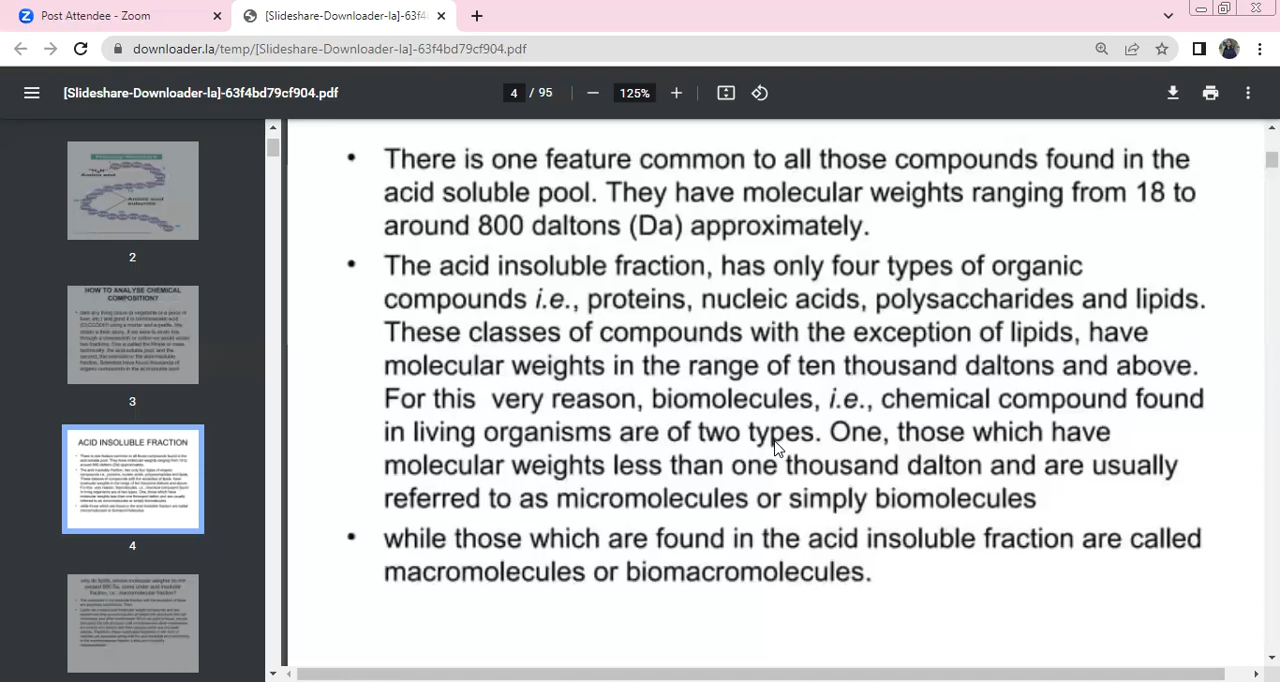 Post Attendee - Zoom
[Slideshare-Downloader-la]-63f4
downloader.la/temp/[Slideshare-Downloader-la]-63f4bd79cf904.pdf
[Slideshare-Downloader-la]-63f4bd79cf904.pdf
4 / 95
125%
2
HOW TO ANALYSE CHEMICAL
COMPOSITION?
3
ACID INSOLUBLE FRACTION
4
• There is one feature common to all those compounds found in the
acid soluble pool. They have molecular weights ranging from 18 to
around 800 daltons (Da) approximately.
• The acid insoluble fraction, has only four types of organic
compounds i.e., proteins, nucleic acids, polysaccharides and lipids.
These classes of compounds with the exception of lipids, have
molecular weights in the range of ten thousand daltons and above.
For this very reason, biomolecules, i.e., chemical compound found
in living organisms are of two types. One, those which have
molecular weights less than one thousand dalton and are usually
referred to as micromolecules or simply biomolecules
• while those which are found in the acid insoluble fraction are called
macromolecules or biomacromolecules.